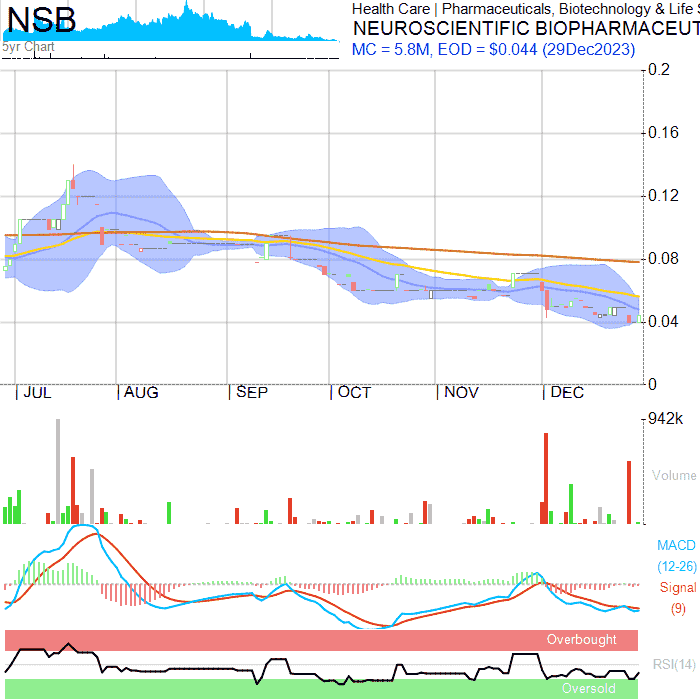 NSB
5yr Chart
Health Care | Pharmaceuticals, Biotechnology & Life S
NEUROSCIENTIFIC BIOPHARMACEUT
MC = 5.8M, EOD = $0.044 (29Dec2023)
0.2
0.16
0.12
0.08
0.04
0
| JUL | AUG | SEP | OCT | NOV | DEC
942k
Volume
MACD
(12-26)
Signal
(9)
Overbought
RSI(14)
Oversold